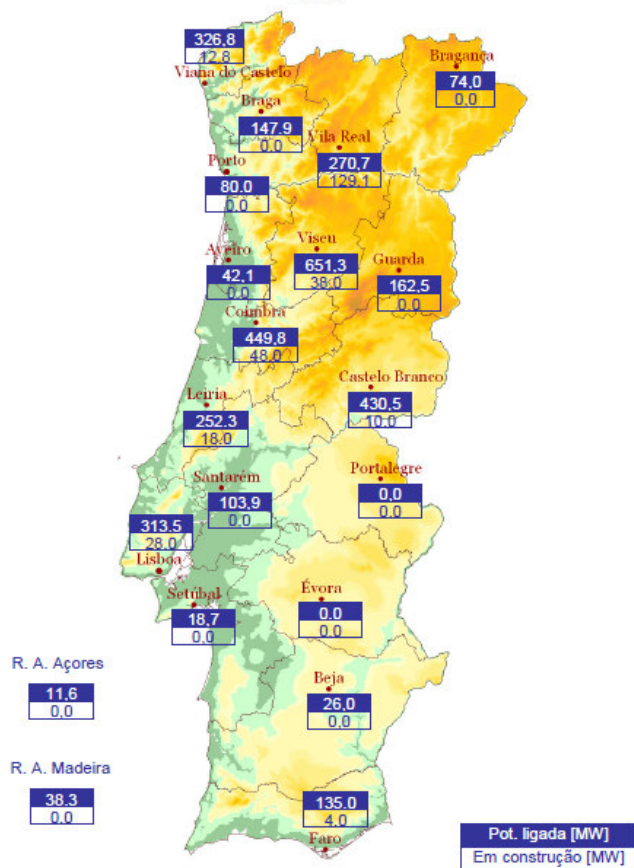 326,8
12,8
Viana do Castelo
Bragança
74,0
0,0
Braga
147.9
0.0
Vila Real
270,7
129.1
Porto
80.0
0.0
Aveiro
42,1
0.0
Viseu
651,3
38.0
Guarda
162,5
0.0
Coimbra
449,8
48.0
Castelo Branco
430,5
10.0
Leiria
252.3
18.0
Santarém
103,9
0.0
Portalegre
0,0
0.0
313.5
28.0
Lisboa
Setúbal
18,7
0,0
Évora
0.0
0.0
R. A. Açores
11,6
0,0
Beja
26,0
0,0
R. A. Madeira
38.3
0.0
135.0
4.0
Faro
Pot. ligada [MW]
Em construção [MW]